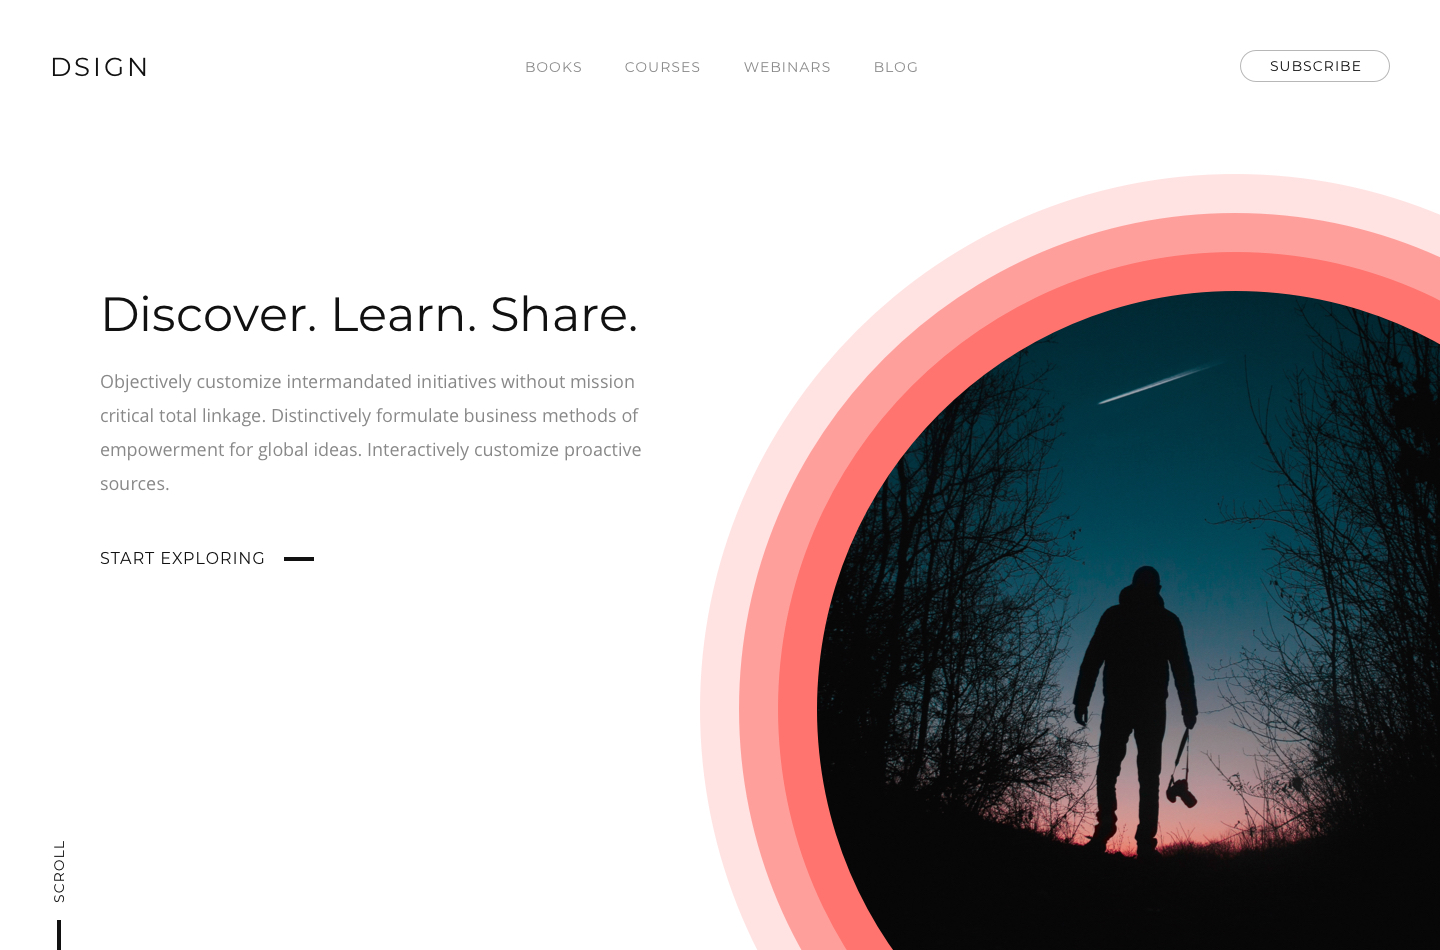 DSIGN
BOOKS COURSES WEBINARS BLOG
SUBSCRIBE
Discover. Learn. Share.
Objectively customize intermandated initiatives without mission
critical total linkage. Distinctively formulate business methods of
empowerment for global ideas. Interactively customize proactive
sources.
START EXPLORING
SCROLL